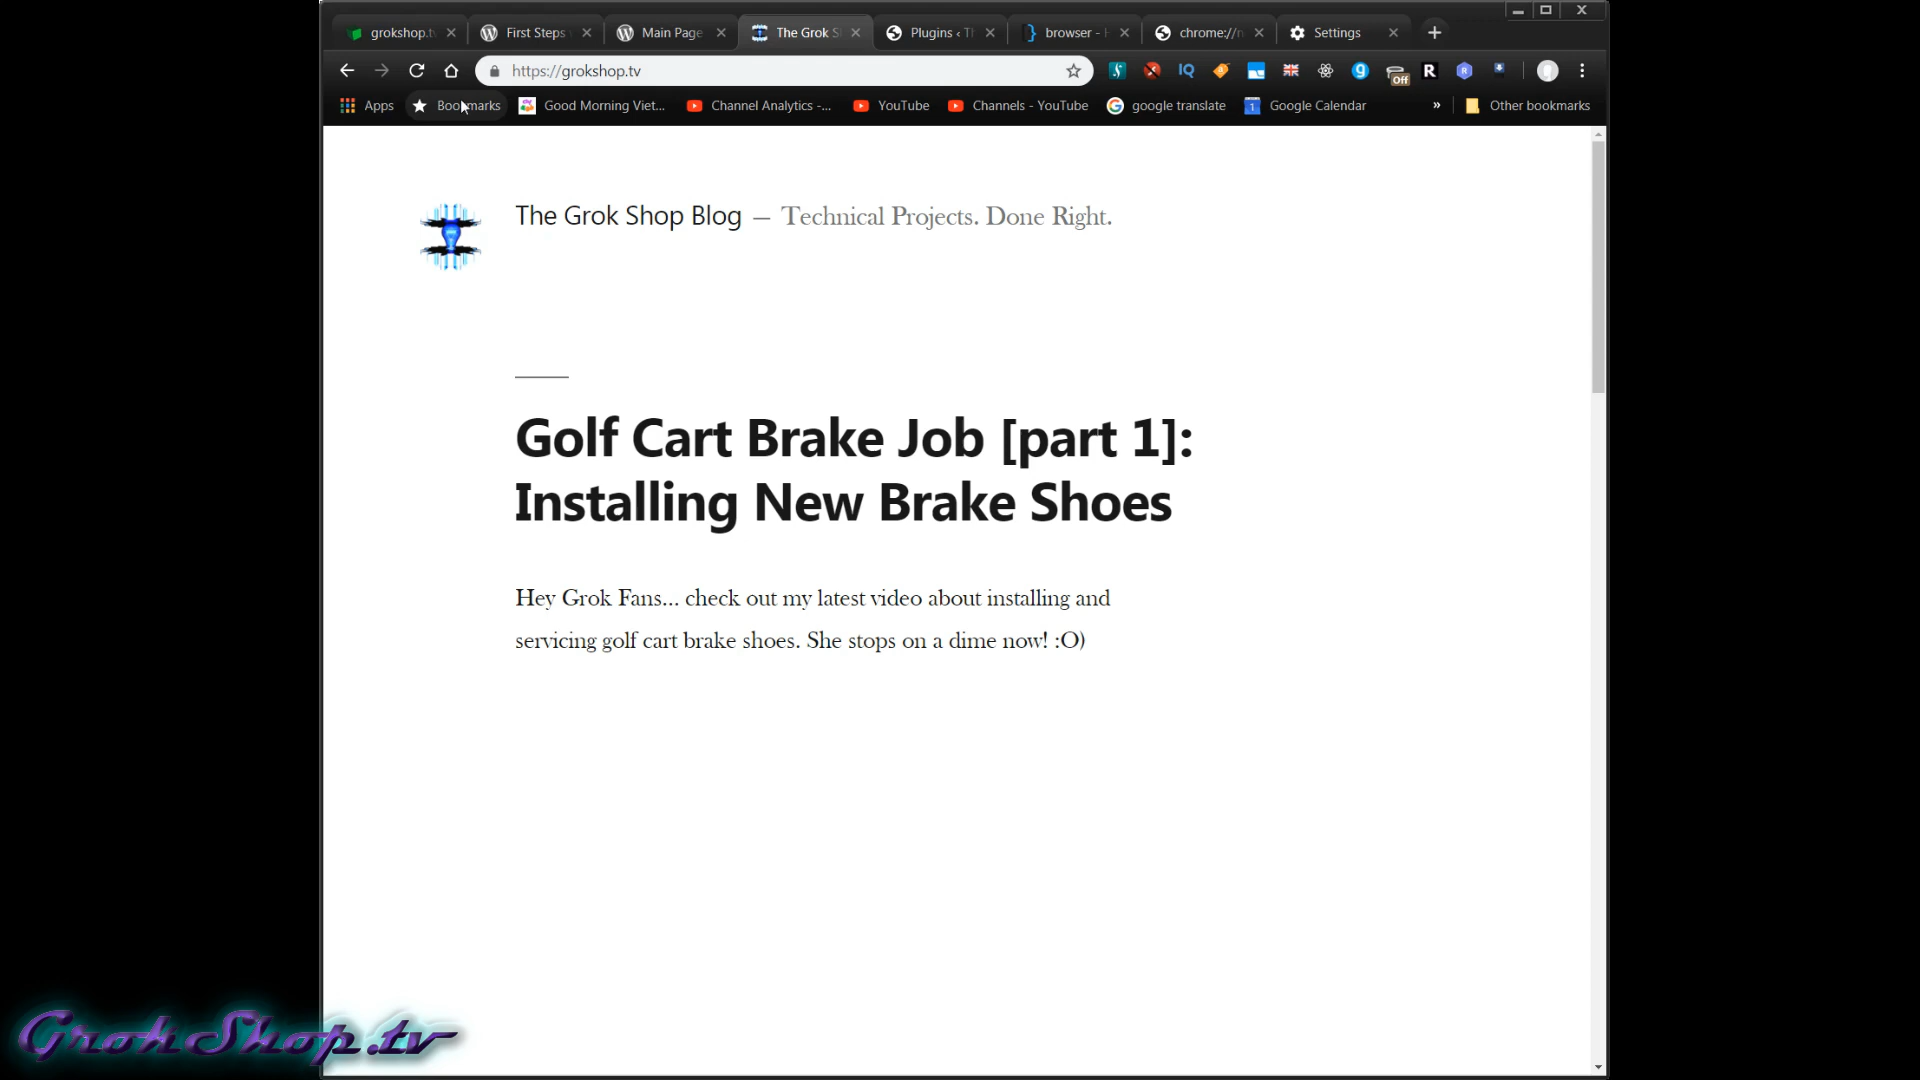 grokshop.t
First Steps
Main Page
The Grok S
Plugins ‹ T
browser -
chrome://
Settings
https://grokshop.tv
IQ
Off
R
Apps
Bookmarks
Good Morning Viet...
Channel Analytics -...
YouTube
Channels - YouTube
google translate
Google Calendar
»
Other bookmarks
The Grok Shop Blog — Technical Projects. Done Right.
Golf Cart Brake Job [part 1]:
Installing New Brake Shoes
Hey Grok Fans... check out my latest video about installing and
servicing golf cart brake shoes. She stops on a dime now! :O)
GrokShop.tv